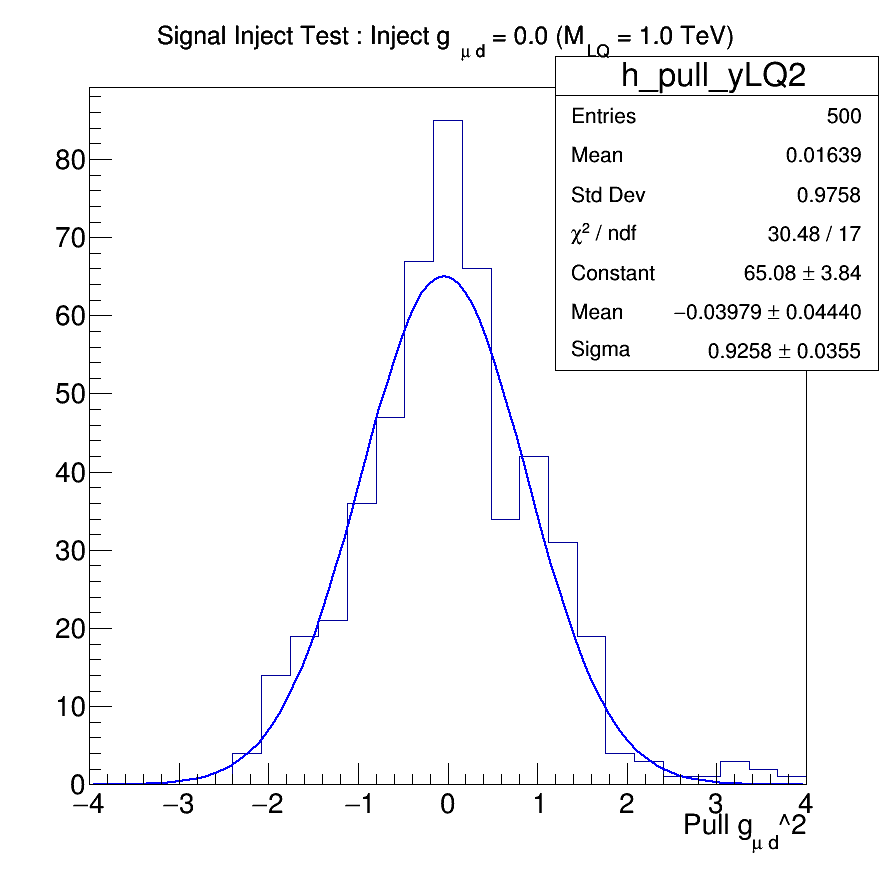 Signal Inject Test : Inject g μ d = 0.0 (M LQ = 1.0 TeV)
h_pull_yLQ2
Entries 500
Mean 0.01639
Std Dev 0.9758
χ² / ndf 30.48 / 17
Constant 65.08 ± 3.84
Mean −0.03979 ± 0.04440
Sigma 0.9258 ± 0.0355
80
70
60
50
40
30
20
10
0
−4 −3 −2 −1 0 1 2 3 4
Pull g μ d ^2